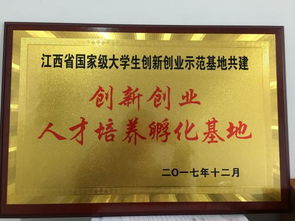 江西省国家级大学生创新创业示范基地共建
创新创业
人才培养孵化基地
二〇一七年十二月